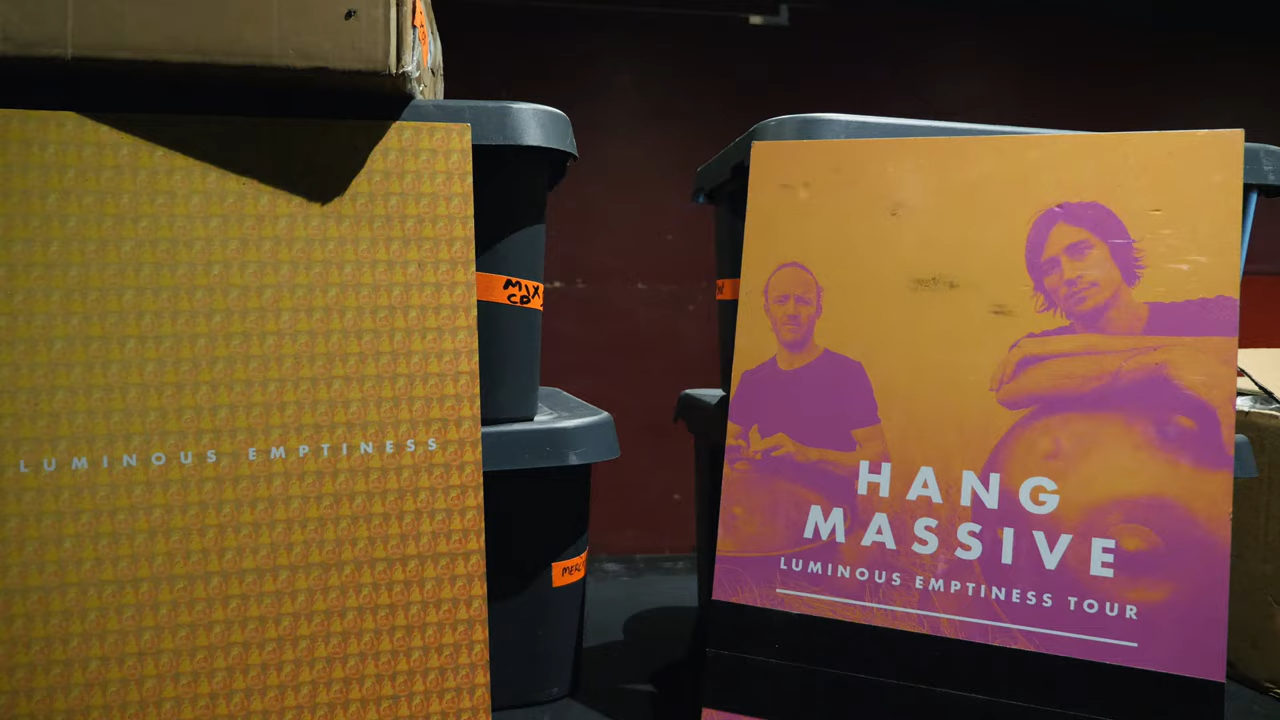 LUMINOUS EMPTINESS
MIX
CD
HANG
MASSIVE
LUMINOUS EMPTINESS TOUR